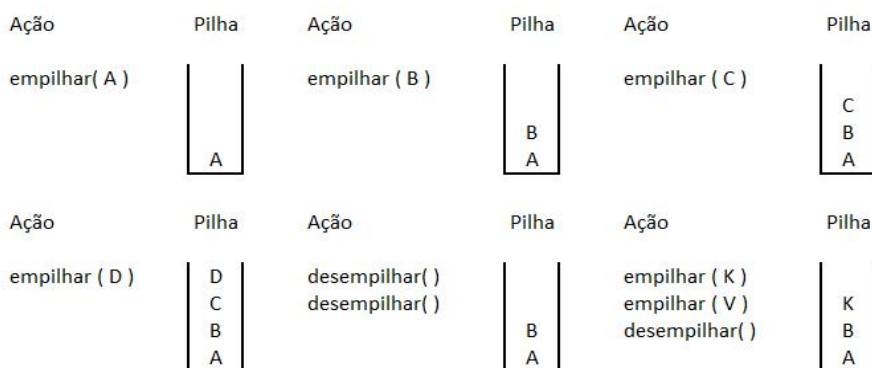 Ação Pilha Ação Pilha Ação Pilha
empilhar( A ) empilhar ( B ) empilhar ( C )
C
B B
A A A
Ação Pilha Ação Pilha Ação Pilha
empilhar ( D ) D desempilhar( ) empilhar ( K )
C desempilhar( ) empilhar ( V ) K
B B desempilhar( ) B
A A A